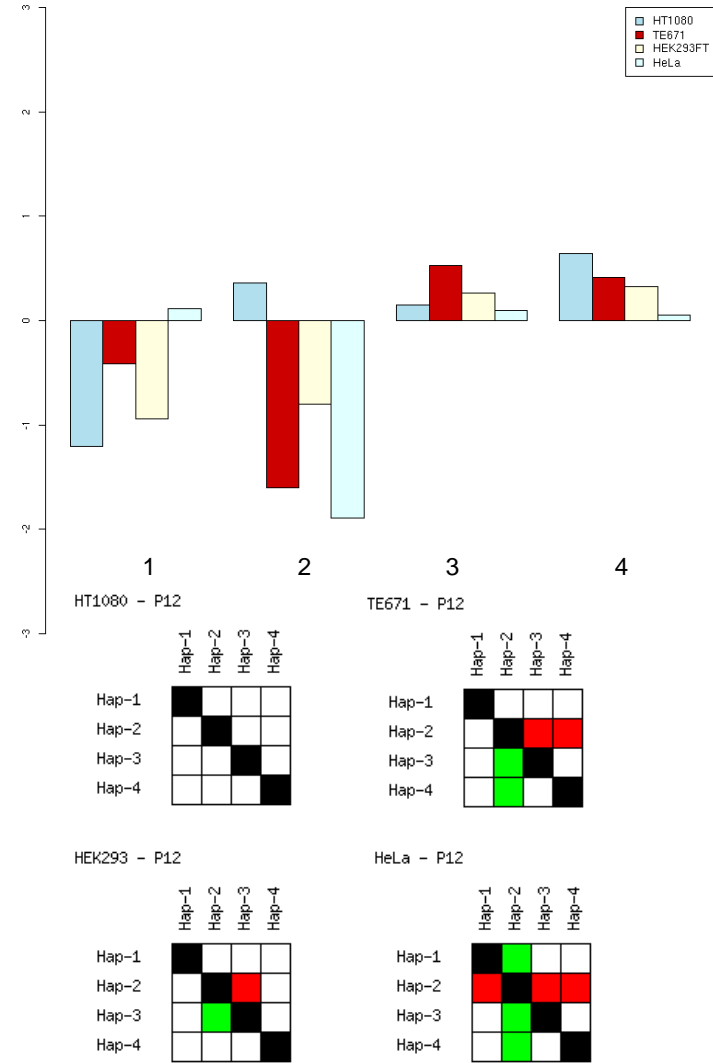 3
HT1080
TE671
HEK293FT
HeLa
2
1
0
-1
-2
-3
1 2 3 4
HT1080 - P12
TE671 - P12
Hap-1 Hap-2 Hap-3 Hap-4
Hap-1 Hap-2 Hap-3 Hap-4
Hap-1
Hap-2
Hap-3
Hap-4
Hap-1
Hap-2
Hap-3
Hap-4
HEK293 - P12
HeLa - P12
Hap-1 Hap-2 Hap-3 Hap-4
Hap-1 Hap-2 Hap-3 Hap-4
Hap-1
Hap-2
Hap-3
Hap-4
Hap-1
Hap-2
Hap-3
Hap-4